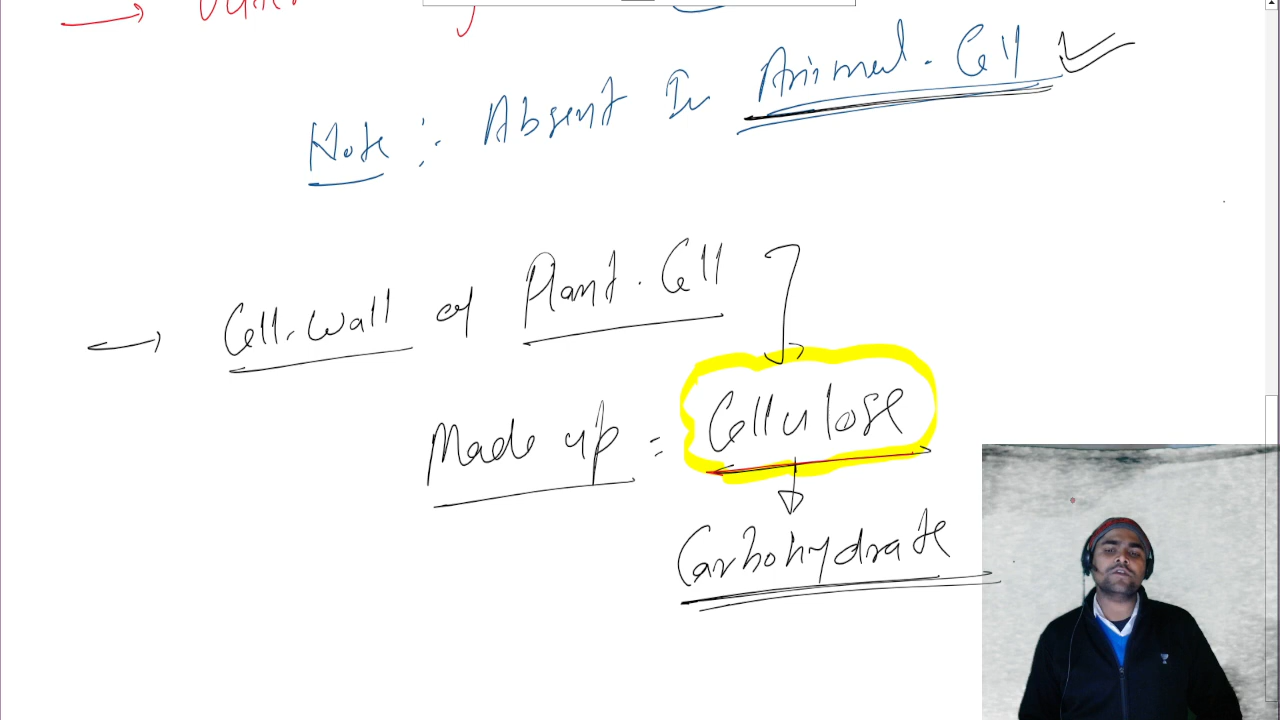 Note :- Absent In Animal. Cell
→ Cell. wall of Plant. Cell
Made up = Cellulose
Carbohydrate